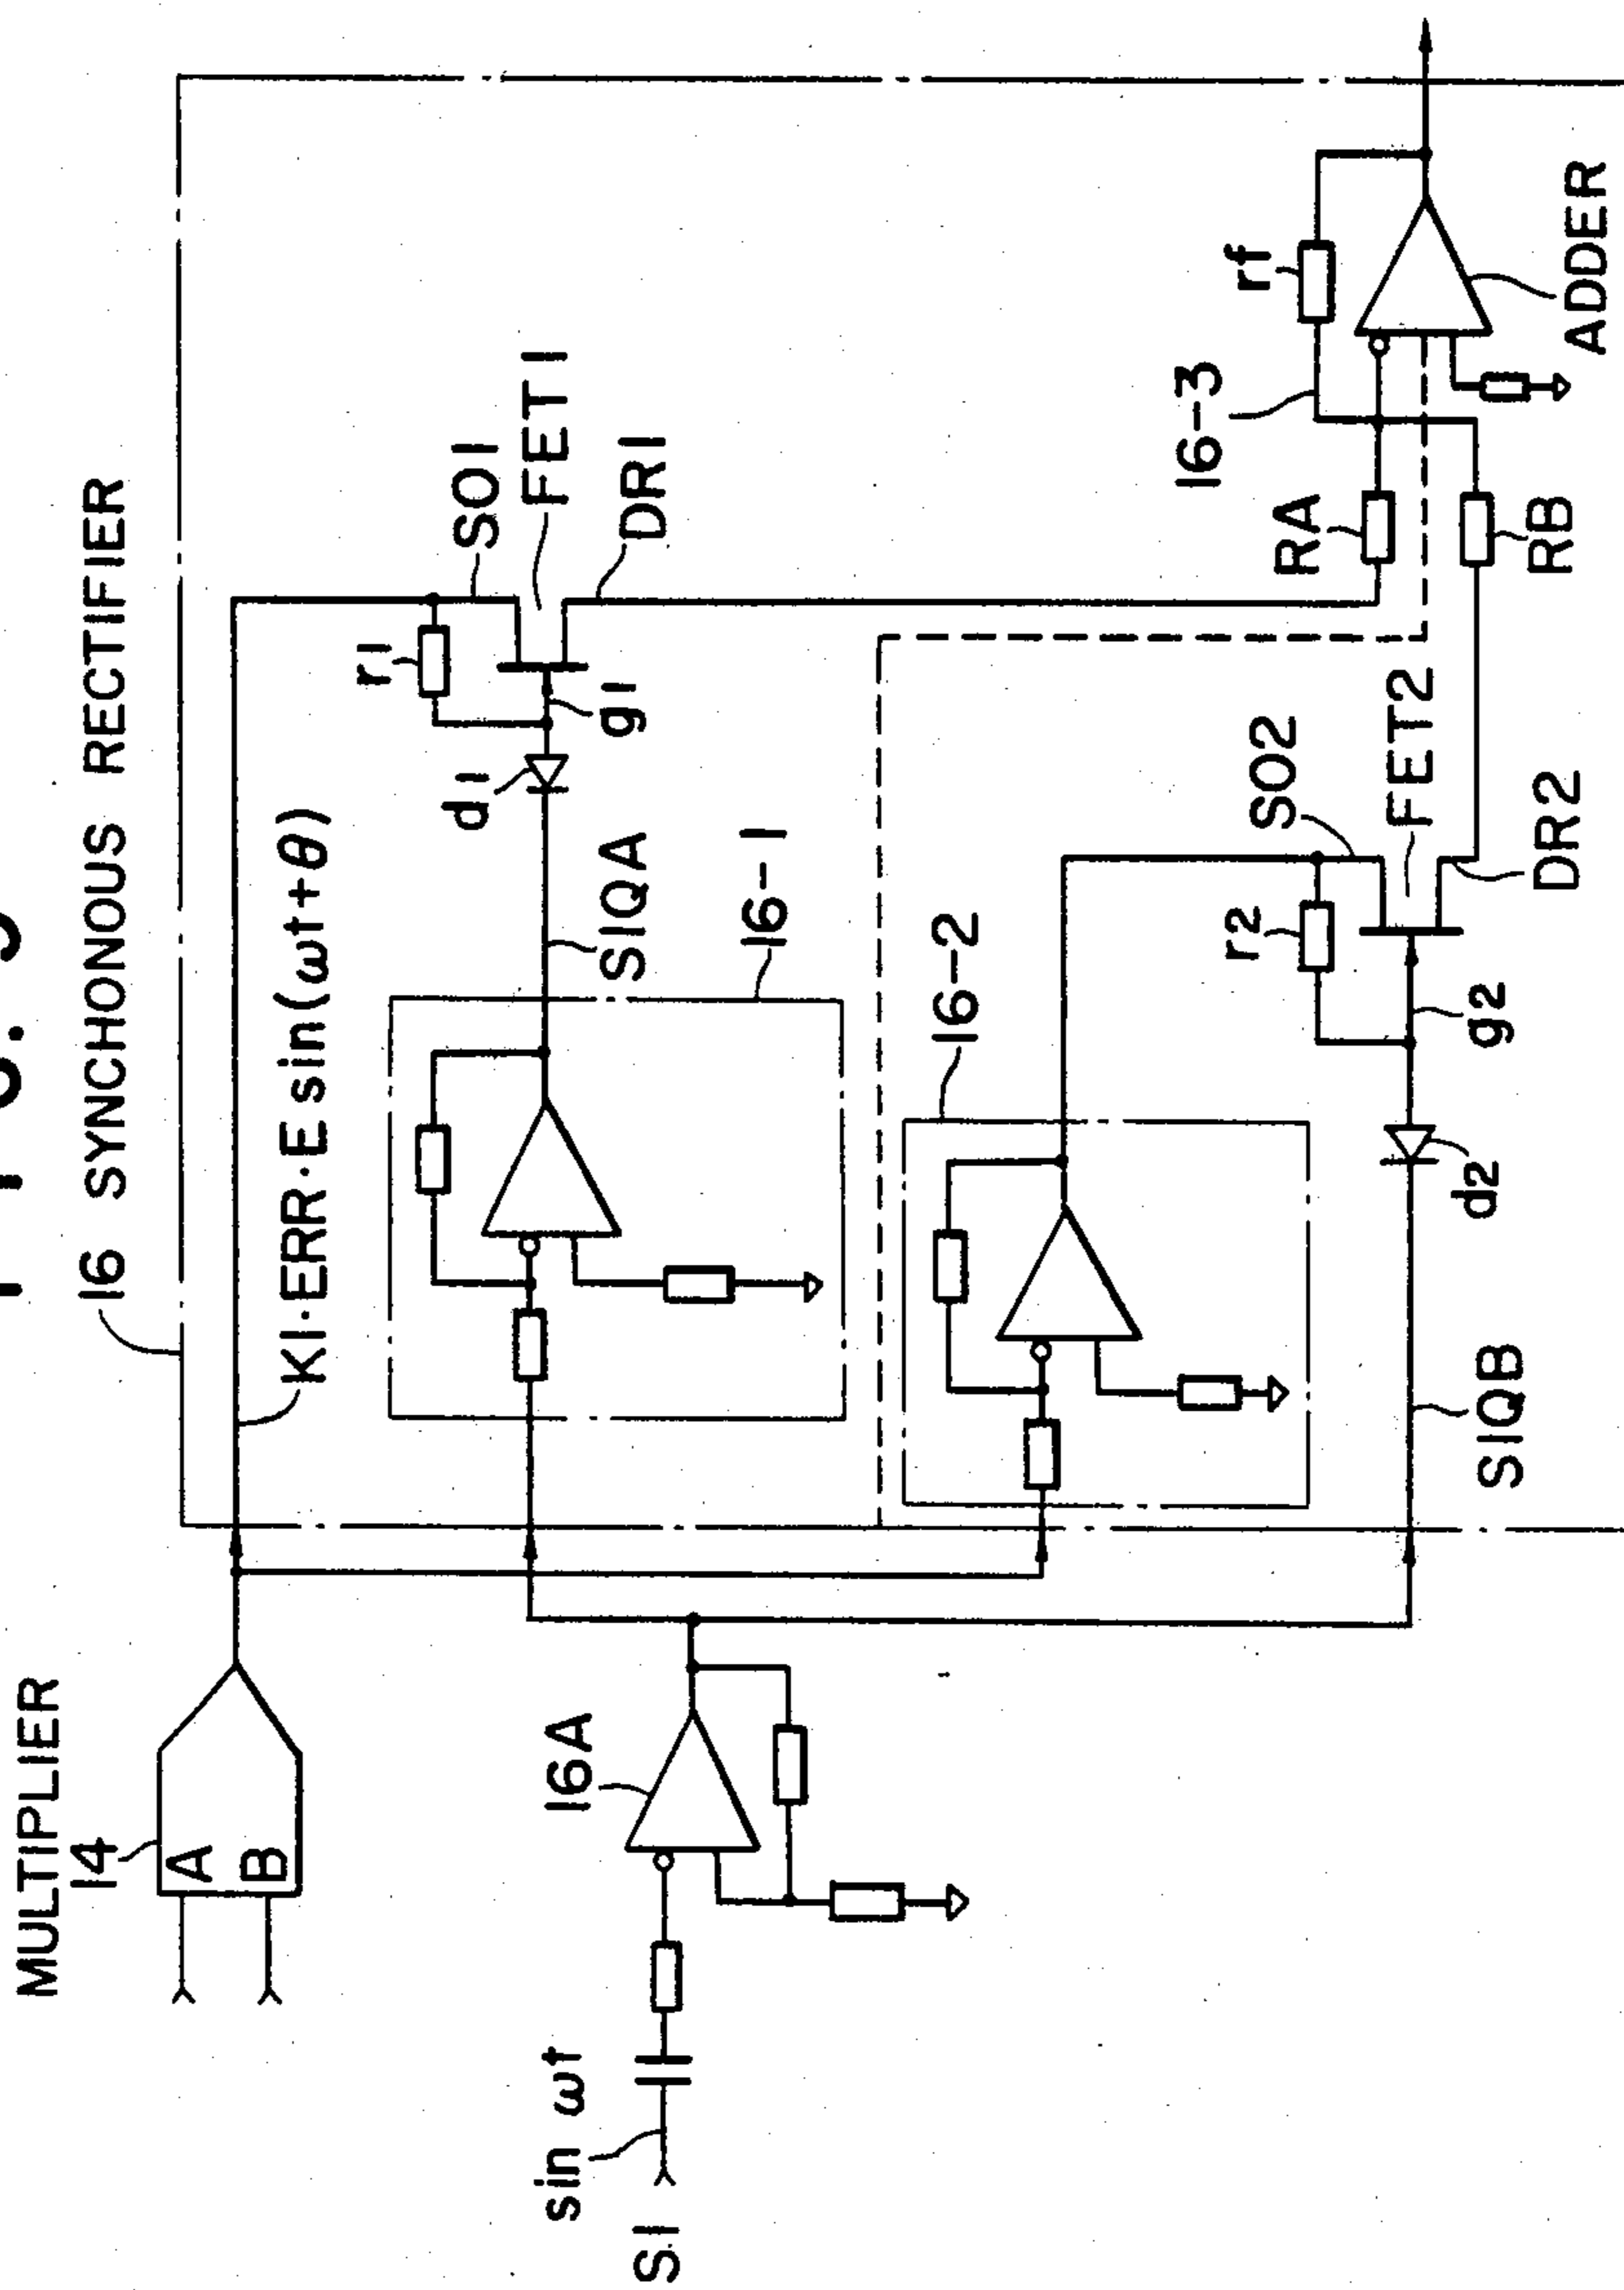 16 SYNCHONOUS RECTIFIER
MULTIPLIER
14
A
B
K1·ERR·E sin(ωt+θ)
r1
SO1
FET1
d1
g1
DR1
SIQA
16-1
16A
sin ωt
S1
16-2
r2
SO2
FET2
g2
d2
DR2
SIQB
16-3
rf
RA
RB
ADDER